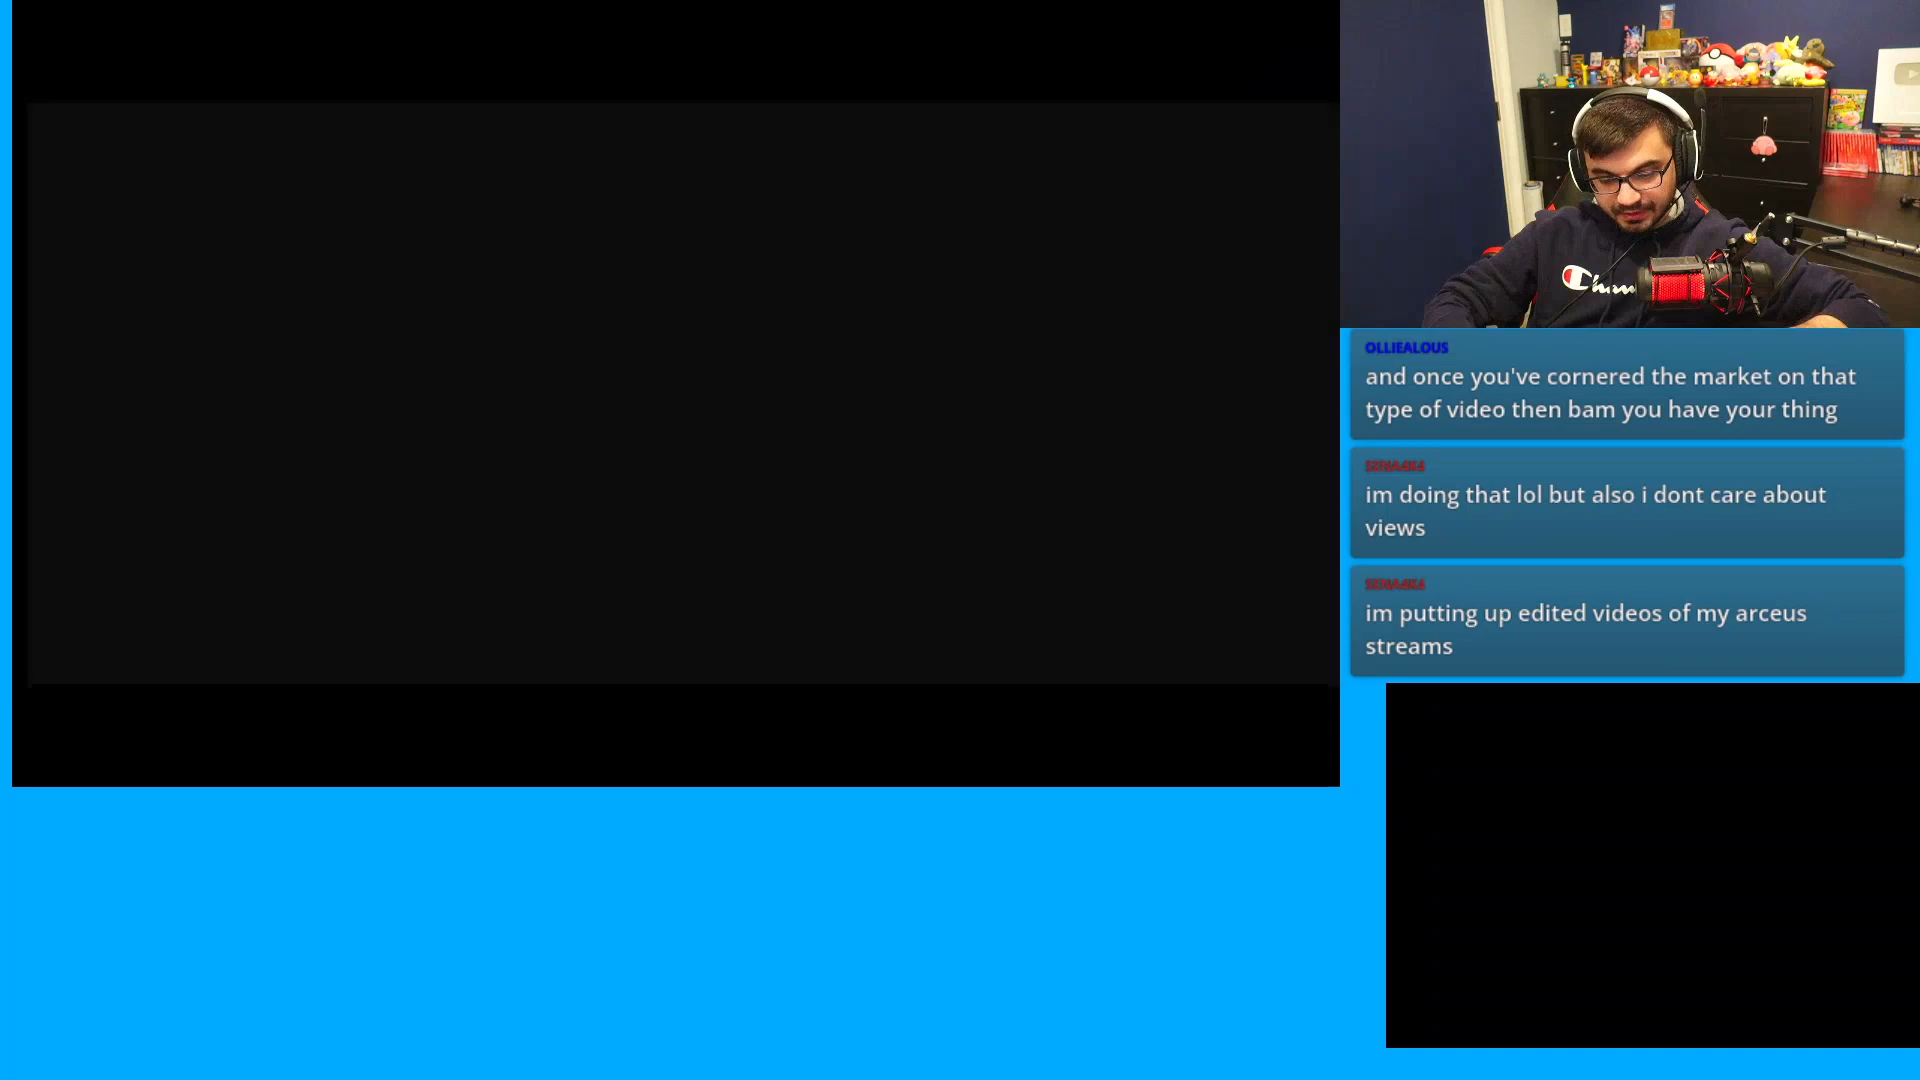 Cham
OLLIEALOUS
and once you've cornered the market on that
type of video then bam you have your thing
im doing that lol but also i dont care about
views
im putting up edited videos of my arceus
streams